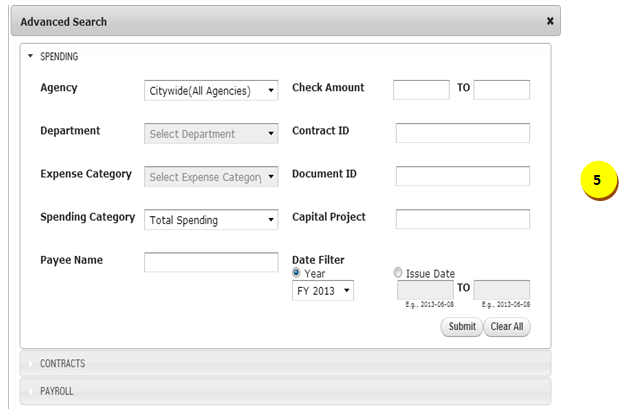 Advanced Search x
SPENDING
Agency Citywide(All Agencies) Check Amount TO
Department Select Department Contract ID
Expense Category Select Expense Category Document ID
Spending Category Total Spending Capital Project
Payee Name Date Filter
Year Issue Date
FY 2013 TO
E.g., 2013-06-08 E.g., 2013-06-08
Submit Clear All
CONTRACTS
PAYROLL
5